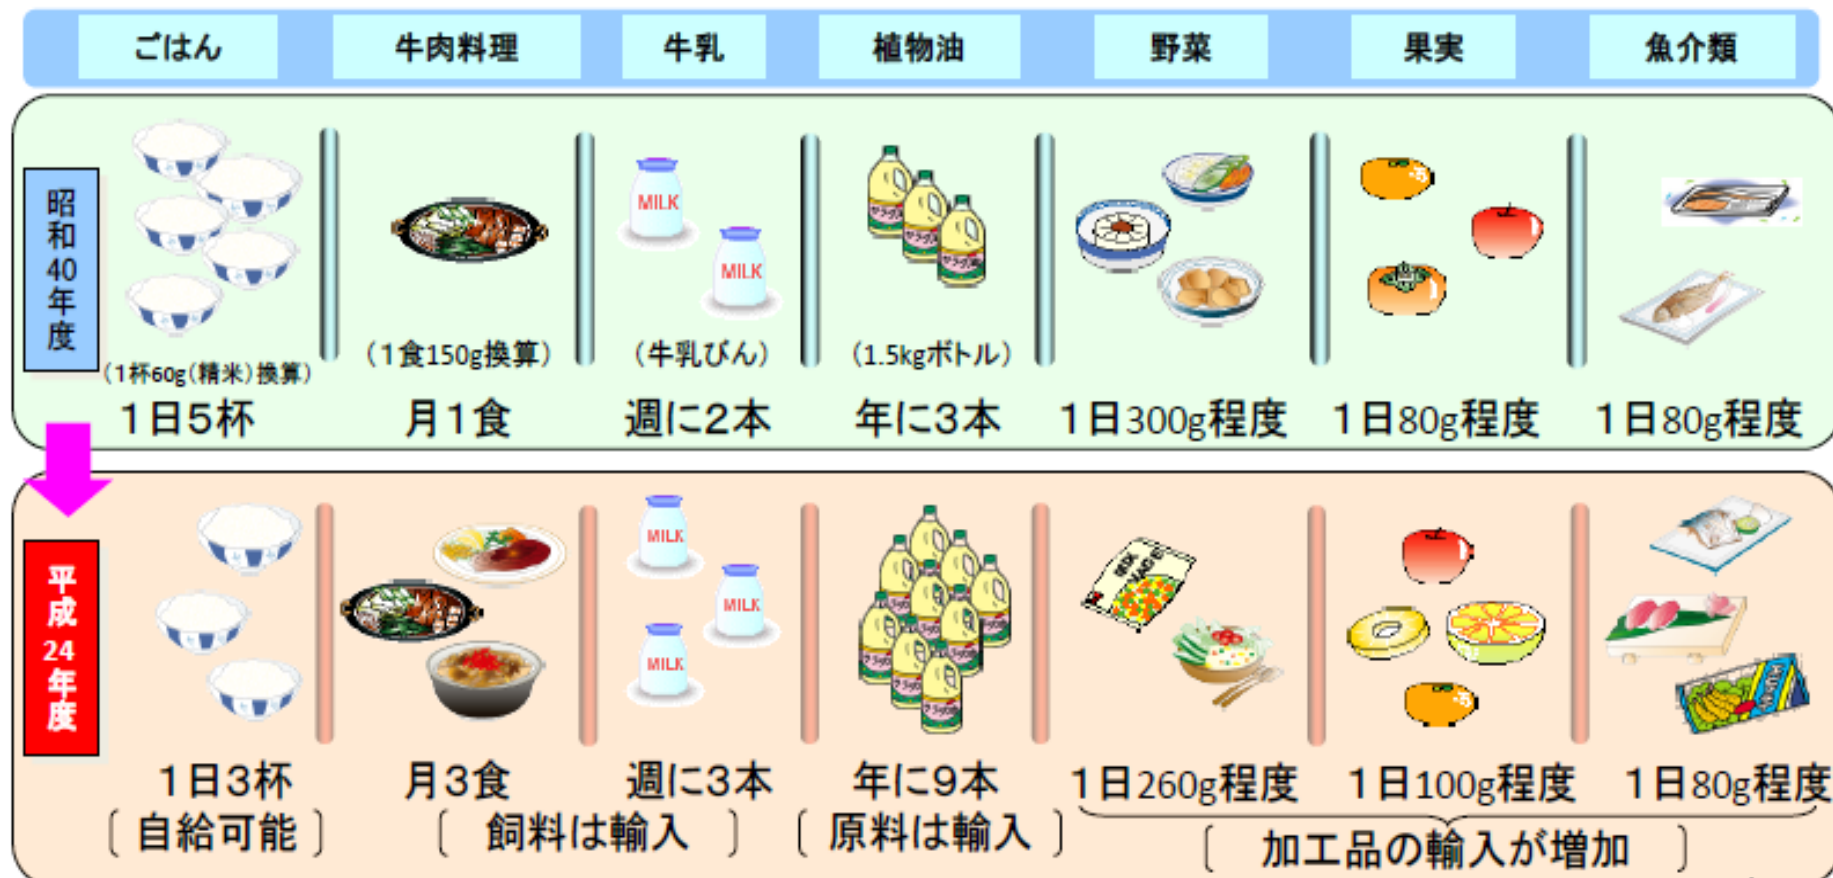 ごはん 牛肉料理 牛乳 植物油 野菜 果実 魚介類
昭和40年度
MILK
MILK
(1杯60g(精米)換算) (1食150g換算) (牛乳びん) (1.5kgボトル)
1日5杯 月1食 週に2本 年に3本 1日300g程度 1日80g程度 1日80g程度
平成24年度
MILK
MILK
MILK
1日3杯 月3食 週に3本 年に9本 1日260g程度 1日100g程度 1日80g程度
〔 自給可能 〕 〔 飼料は輸入 〕 〔 原料は輸入 〕 〔 加工品の輸入が増加 〕